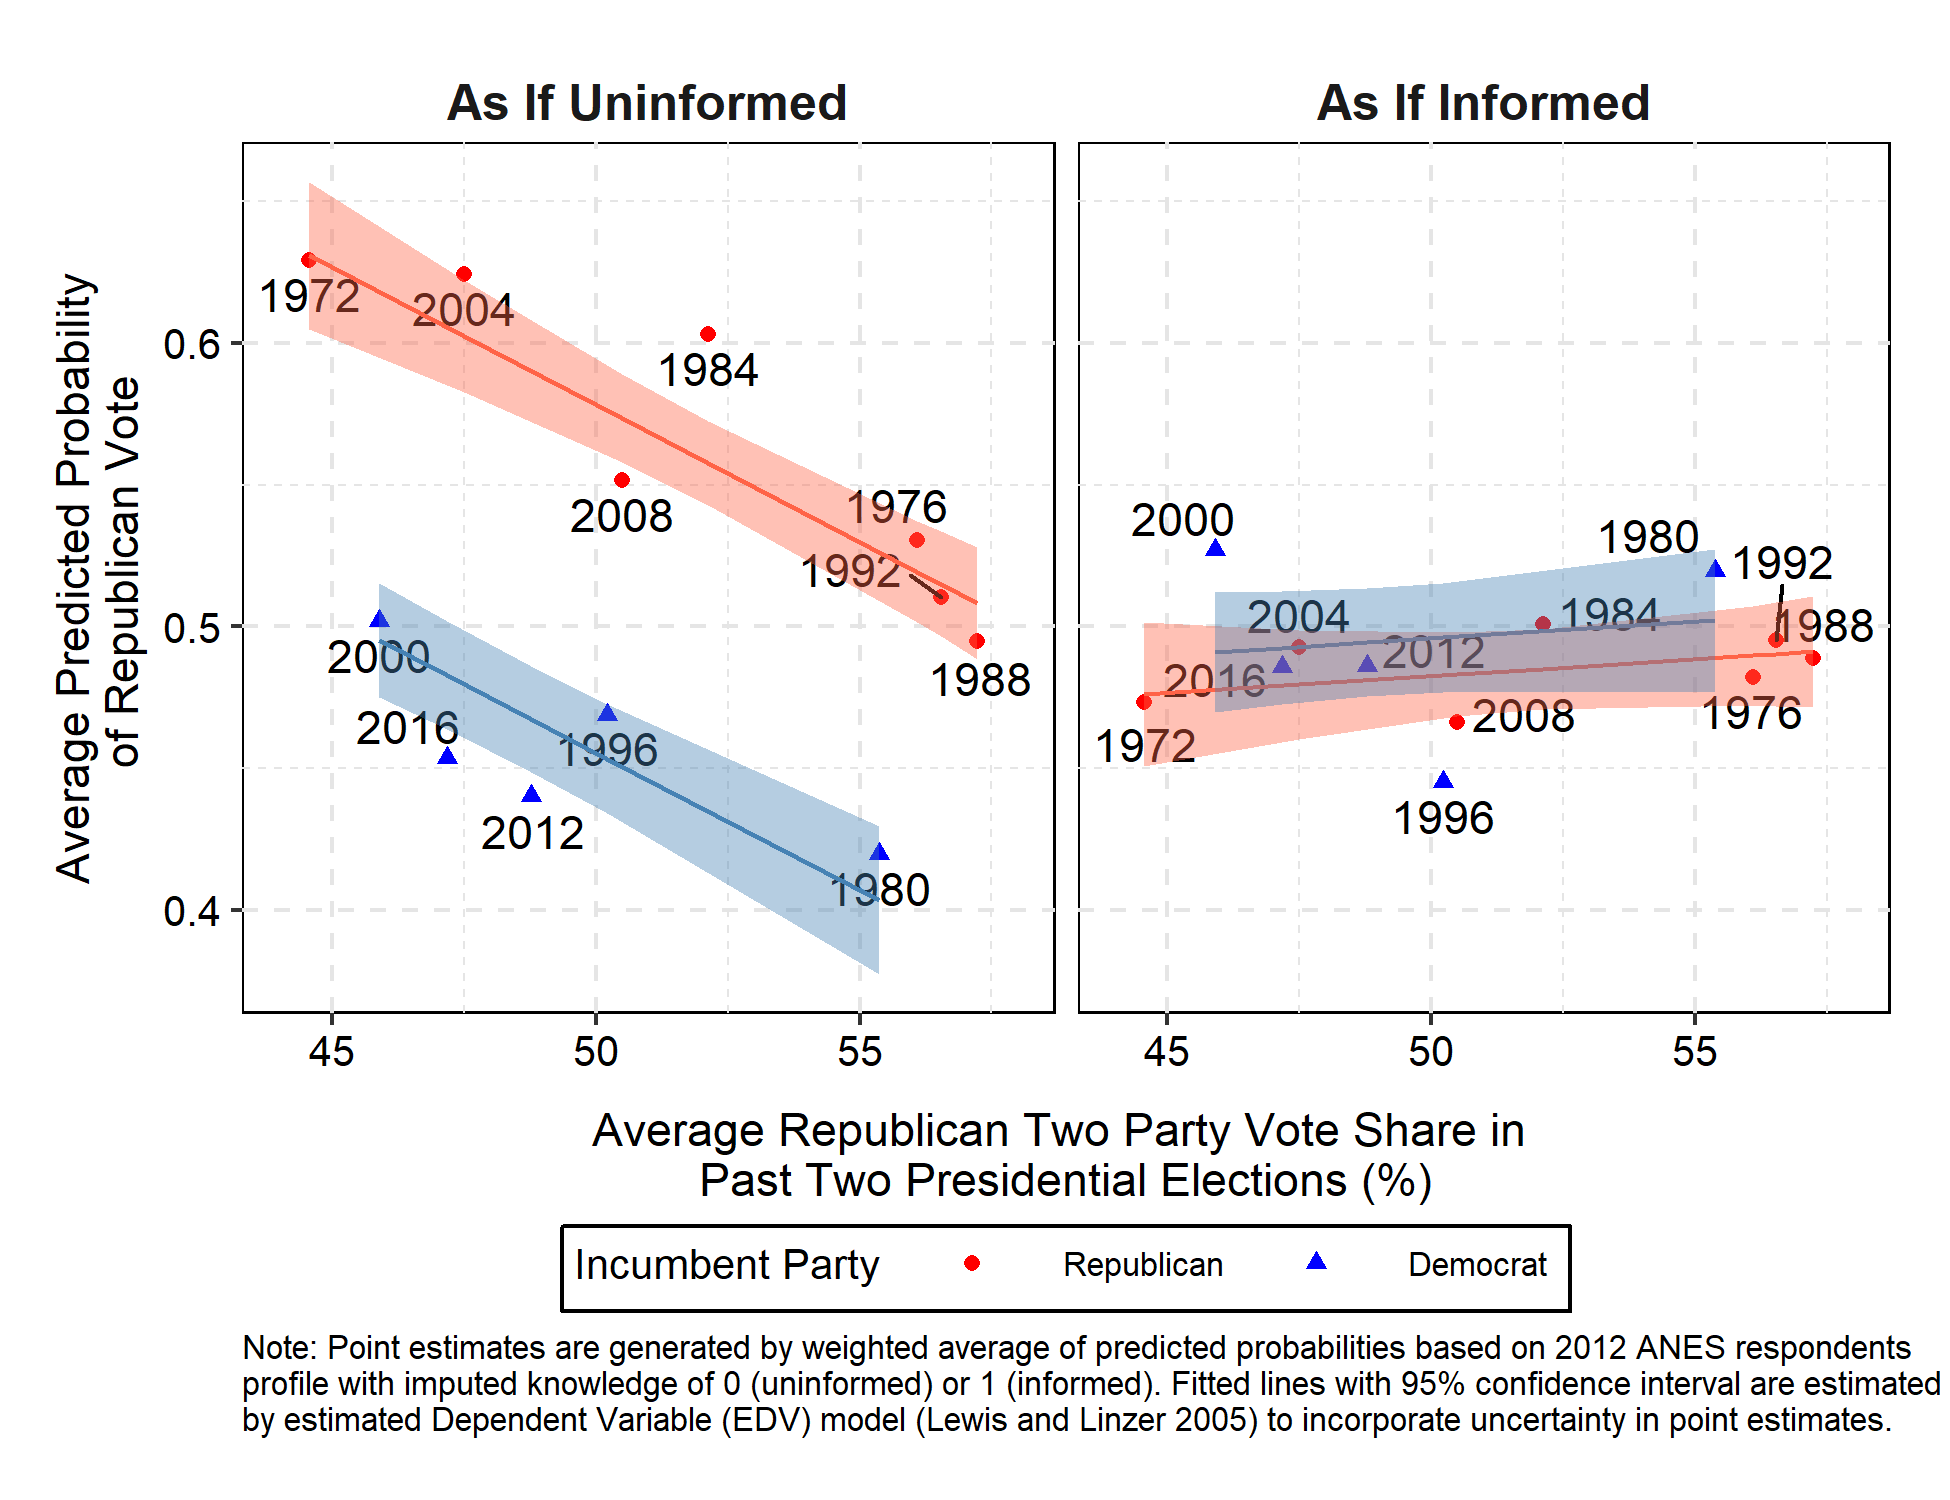 As If Uninformed
As If Informed
Average Predicted Probability
of Republican Vote
0.6
0.5
0.4
1972
2004
1984
2008
1976
1992
1988
2000
2016
1996
2012
1980
2000
1980
1992
2004
1984
1988
2012
2016
2008
1976
1972
1996
45
50
55
45
50
55
Average Republican Two Party Vote Share in
Past Two Presidential Elections (%)
Incumbent Party
Republican
Democrat
Note: Point estimates are generated by weighted average of predicted probabilities based on 2012 ANES respondents
profile with imputed knowledge of 0 (uninformed) or 1 (informed). Fitted lines with 95% confidence interval are estimated
by estimated Dependent Variable (EDV) model (Lewis and Linzer 2005) to incorporate uncertainty in point estimates.